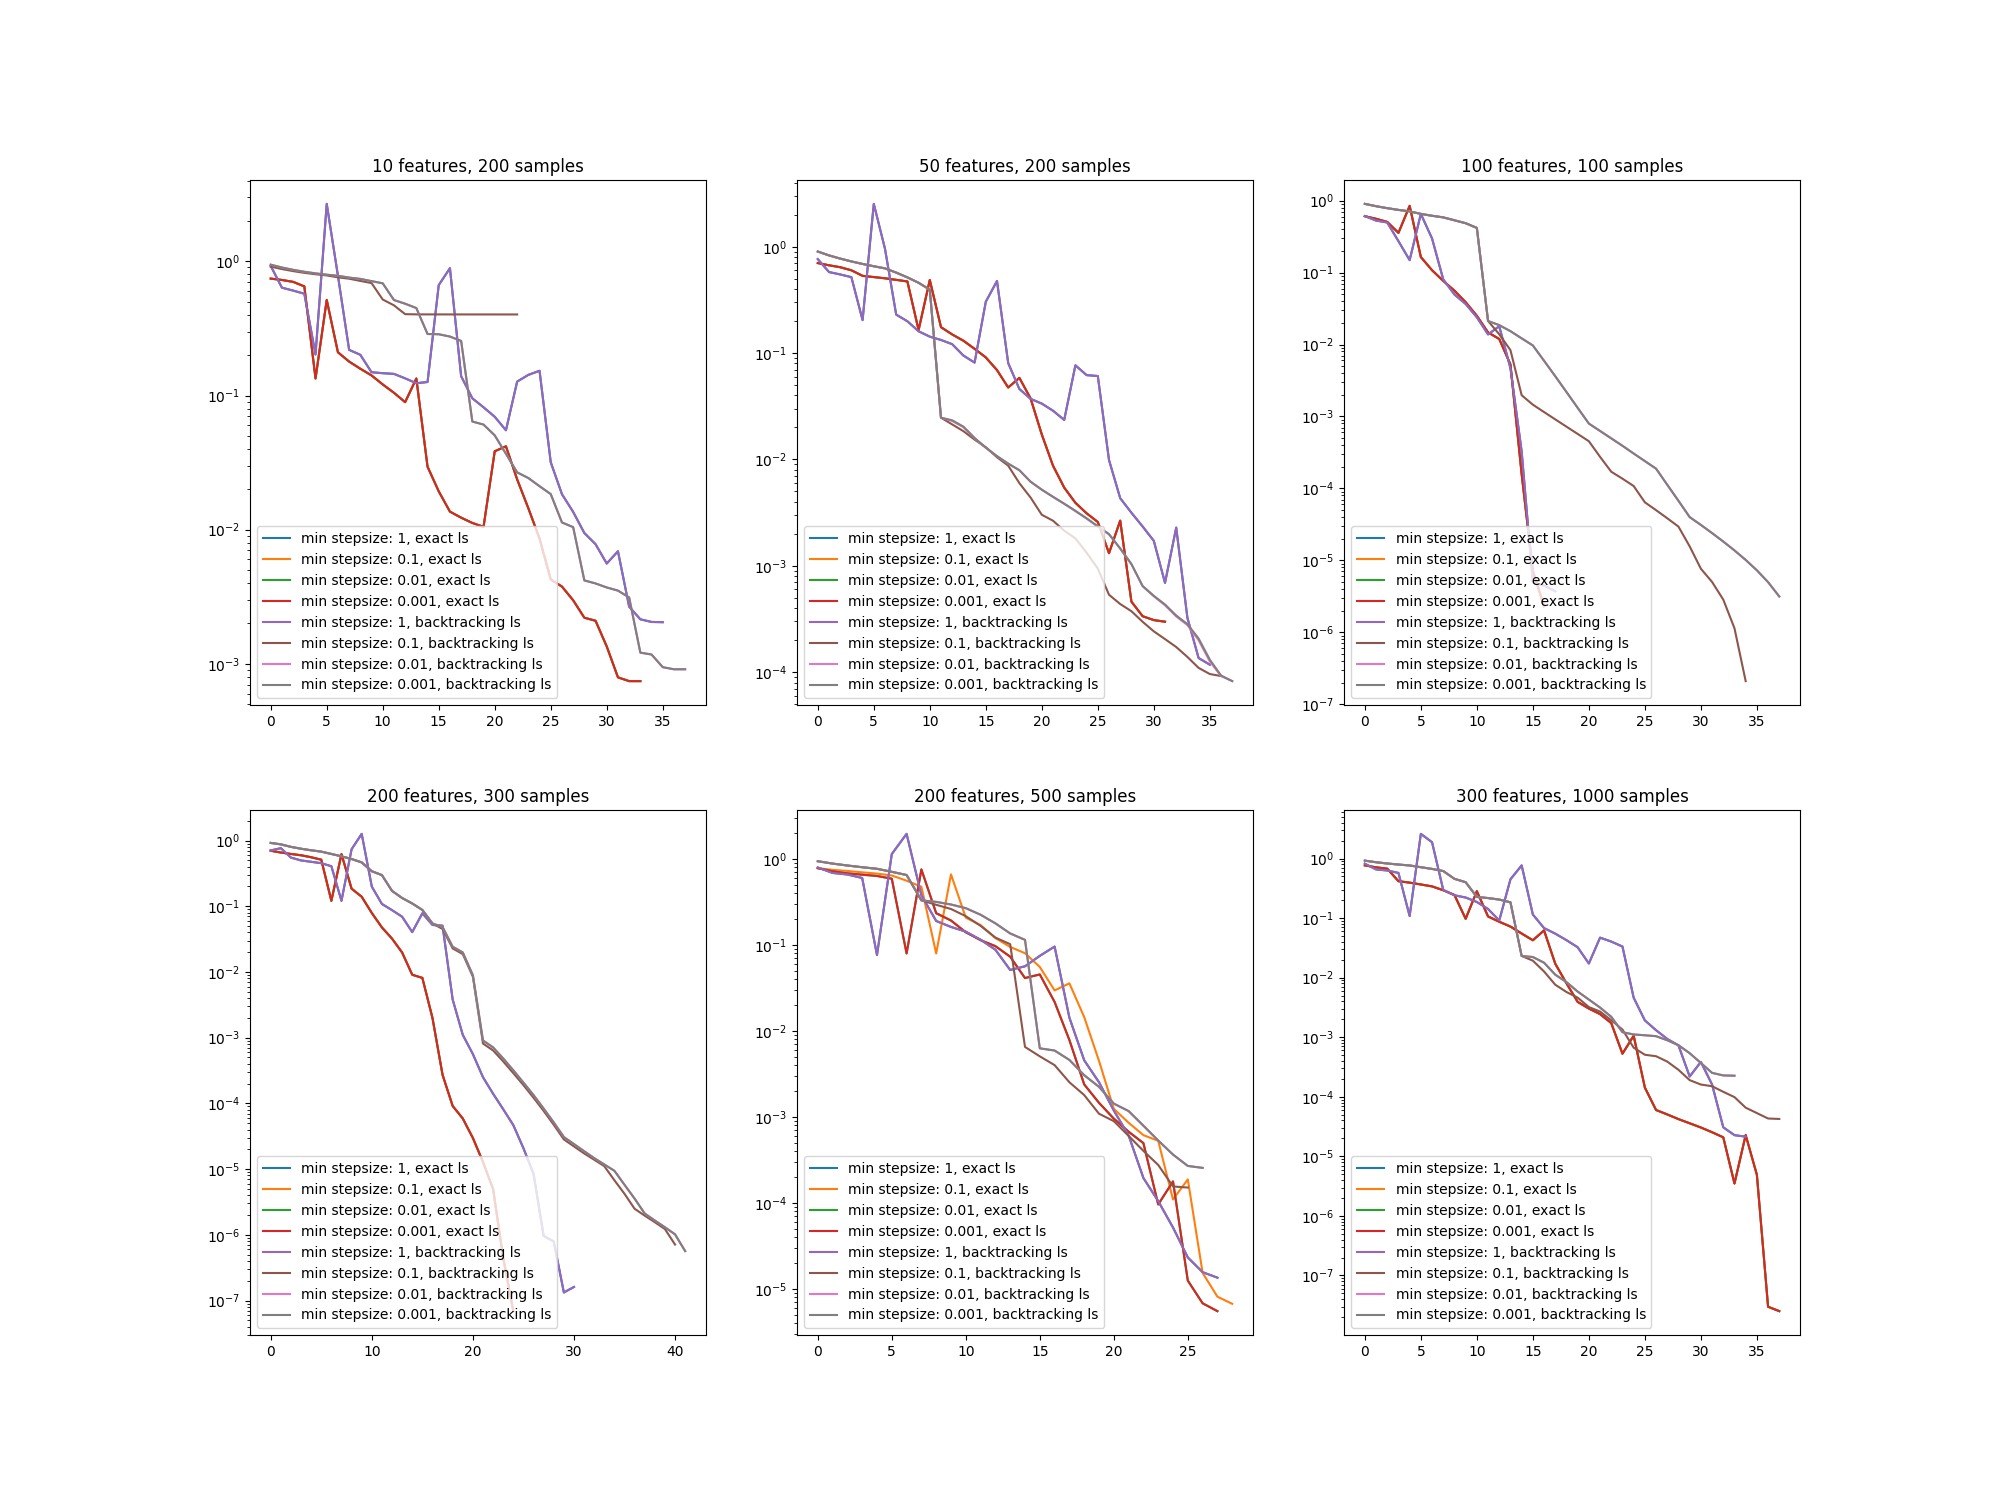 10 features, 200 samples
10^0
10^-1
10^-2
10^-3
min stepsize: 1, exact ls
min stepsize: 0.1, exact ls
min stepsize: 0.01, exact ls
min stepsize: 0.001, exact ls
min stepsize: 1, backtracking ls
min stepsize: 0.1, backtracking ls
min stepsize: 0.01, backtracking ls
min stepsize: 0.001, backtracking ls
0 5 10 15 20 25 30 35
50 features, 200 samples
10^0
10^-1
10^-2
10^-3
10^-4
min stepsize: 1, exact ls
min stepsize: 0.1, exact ls
min stepsize: 0.01, exact ls
min stepsize: 0.001, exact ls
min stepsize: 1, backtracking ls
min stepsize: 0.1, backtracking ls
min stepsize: 0.01, backtracking ls
min stepsize: 0.001, backtracking ls
0 5 10 15 20 25 30 35
100 features, 100 samples
10^0
10^-1
10^-2
10^-3
10^-4
10^-5
10^-6
10^-7
min stepsize: 1, exact ls
min stepsize: 0.1, exact ls
min stepsize: 0.01, exact ls
min stepsize: 0.001, exact ls
min stepsize: 1, backtracking ls
min stepsize: 0.1, backtracking ls
min stepsize: 0.01, backtracking ls
min stepsize: 0.001, backtracking ls
0 5 10 15 20 25 30 35
200 features, 300 samples
10^0
10^-1
10^-2
10^-3
10^-4
10^-5
10^-6
10^-7
min stepsize: 1, exact ls
min stepsize: 0.1, exact ls
min stepsize: 0.01, exact ls
min stepsize: 0.001, exact ls
min stepsize: 1, backtracking ls
min stepsize: 0.1, backtracking ls
min stepsize: 0.01, backtracking ls
min stepsize: 0.001, backtracking ls
0 10 20 30 40
200 features, 500 samples
10^0
10^-1
10^-2
10^-3
10^-4
10^-5
min stepsize: 1, exact ls
min stepsize: 0.1, exact ls
min stepsize: 0.01, exact ls
min stepsize: 0.001, exact ls
min stepsize: 1, backtracking ls
min stepsize: 0.1, backtracking ls
min stepsize: 0.01, backtracking ls
min stepsize: 0.001, backtracking ls
0 5 10 15 20 25
300 features, 1000 samples
10^0
10^-1
10^-2
10^-3
10^-4
10^-5
10^-6
10^-7
min stepsize: 1, exact ls
min stepsize: 0.1, exact ls
min stepsize: 0.01, exact ls
min stepsize: 0.001, exact ls
min stepsize: 1, backtracking ls
min stepsize: 0.1, backtracking ls
min stepsize: 0.01, backtracking ls
min stepsize: 0.001, backtracking ls
0 5 10 15 20 25 30 35